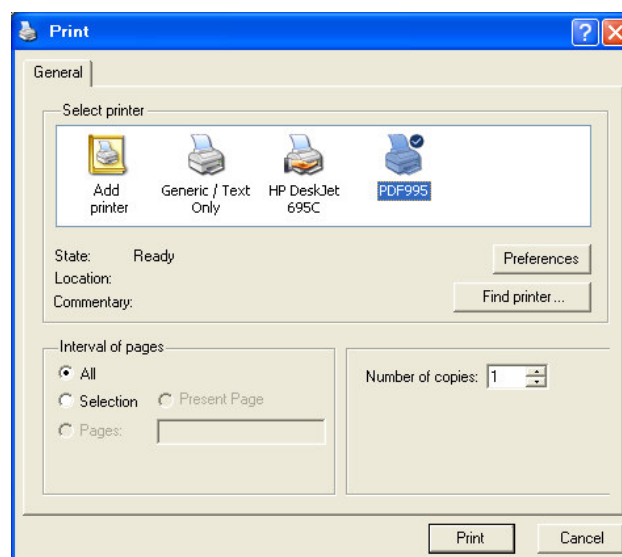 Print
General
Select printer
Add printer
Generic / Text Only
HP DeskJet 695C
PDF995
State: Ready
Location:
Commentary:
Preferences
Find printer ...
Interval of pages
All
Selection
Present Page
Pages:
Number of copies: 1
Print
Cancel